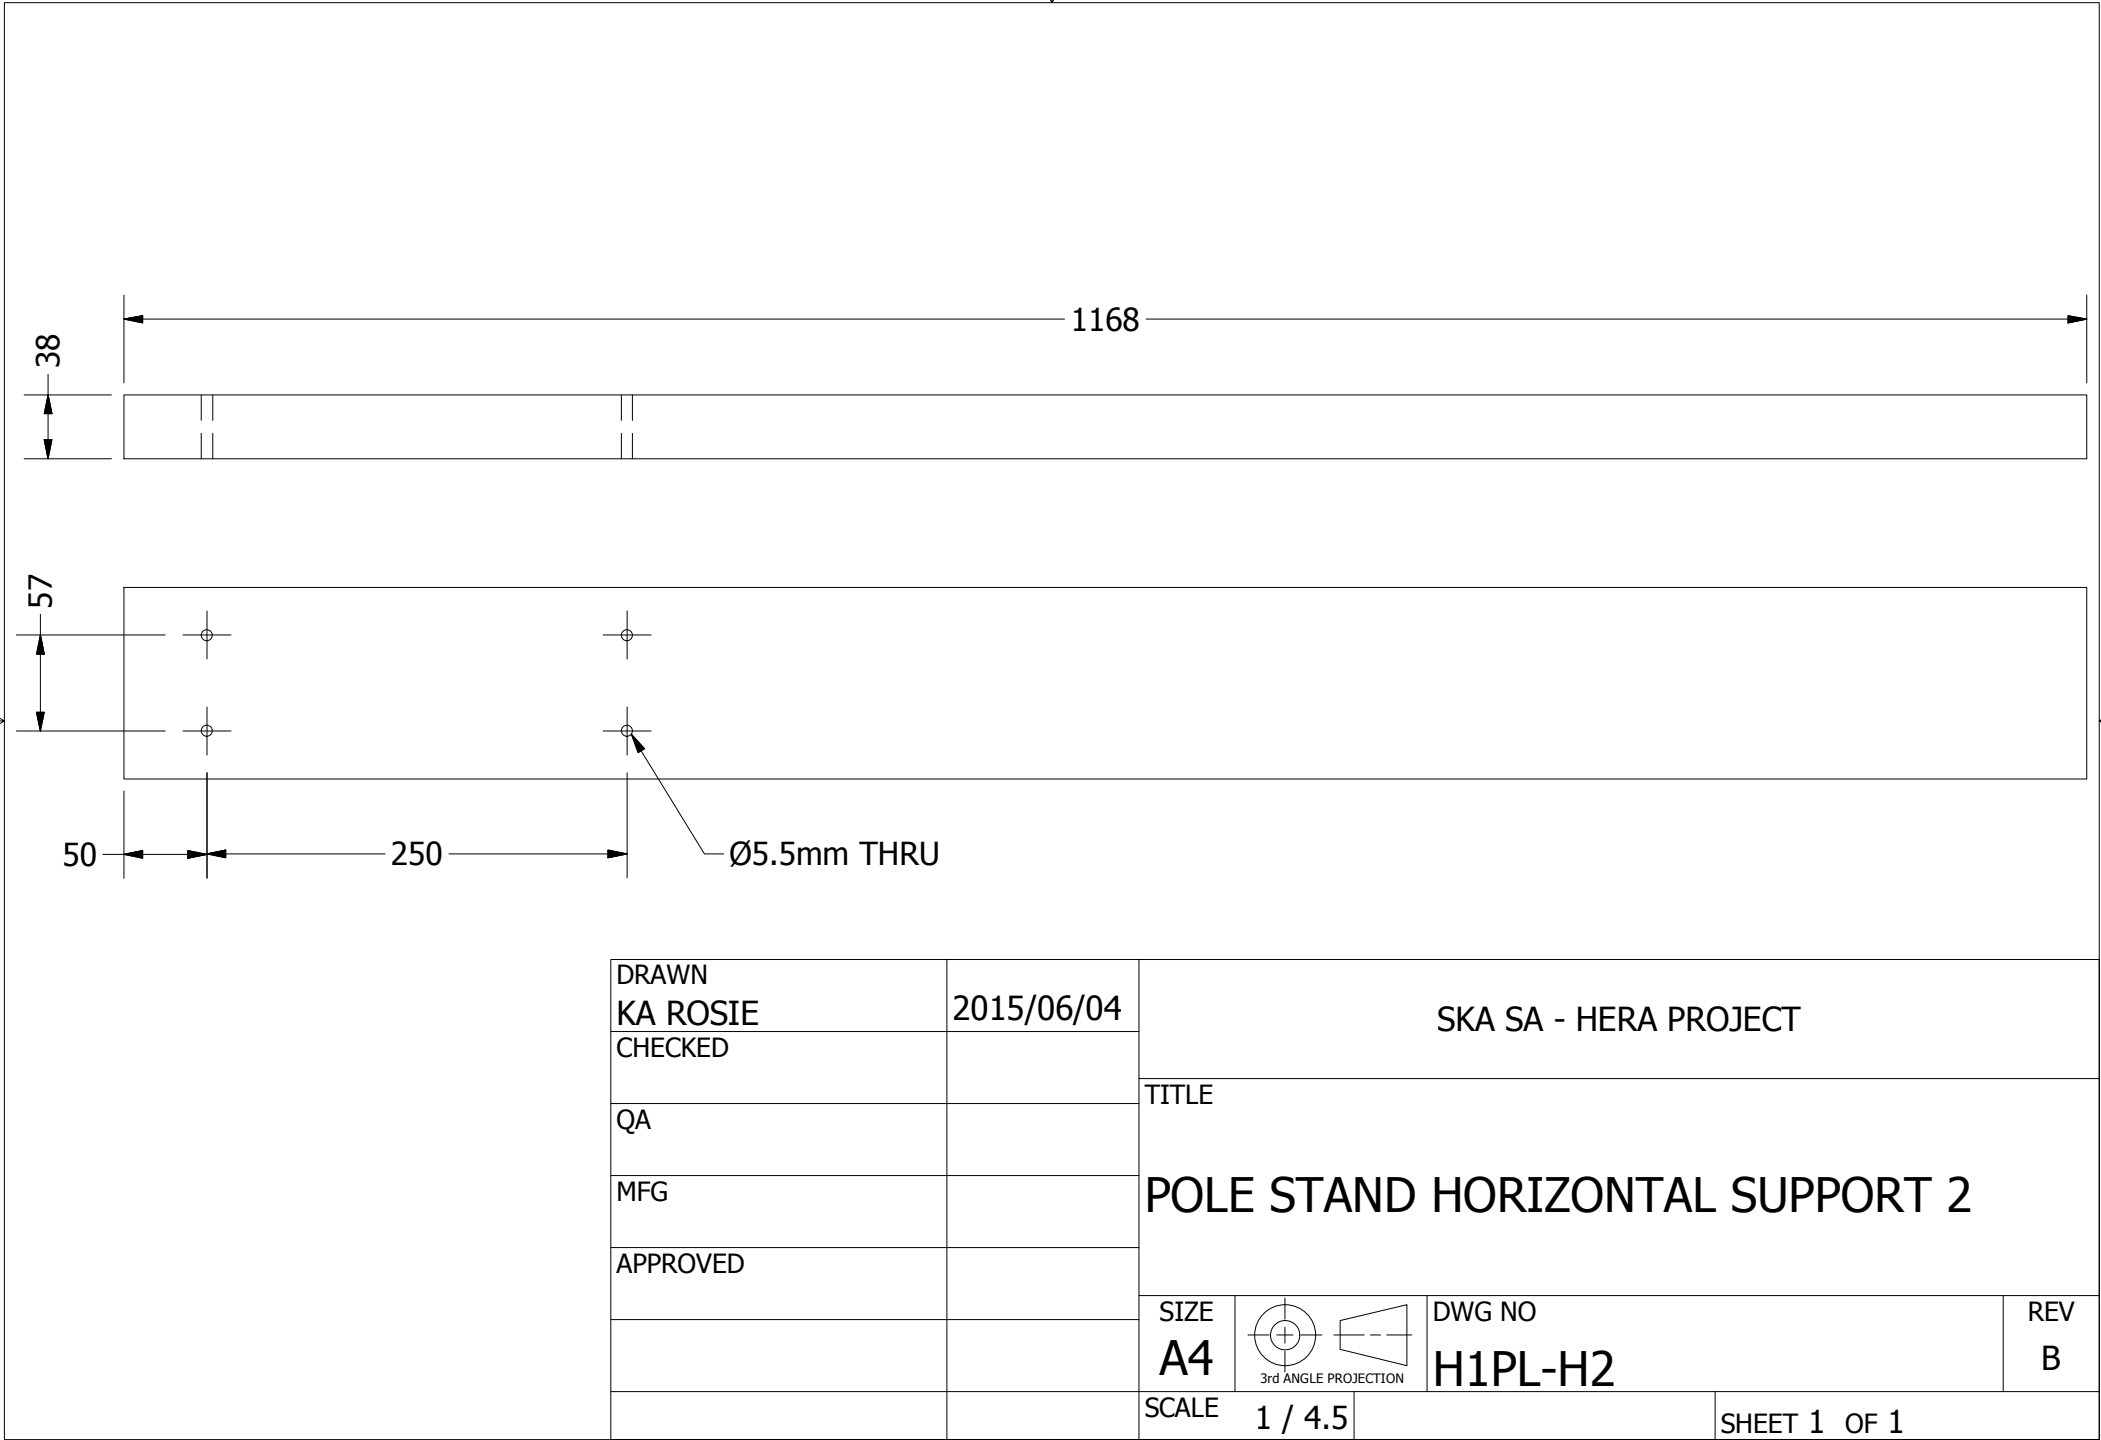 1168
38
57
50
250
Ø5.5mm THRU
DRAWN
KA ROSIE
2015/06/04
CHECKED
QA
MFG
APPROVED
SKA SA - HERA PROJECT
TITLE
POLE STAND HORIZONTAL SUPPORT 2
SIZE
A4
3rd ANGLE PROJECTION
DWG NO
H1PL-H2
REV
B
SCALE 1 / 4.5
SHEET 1 OF 1